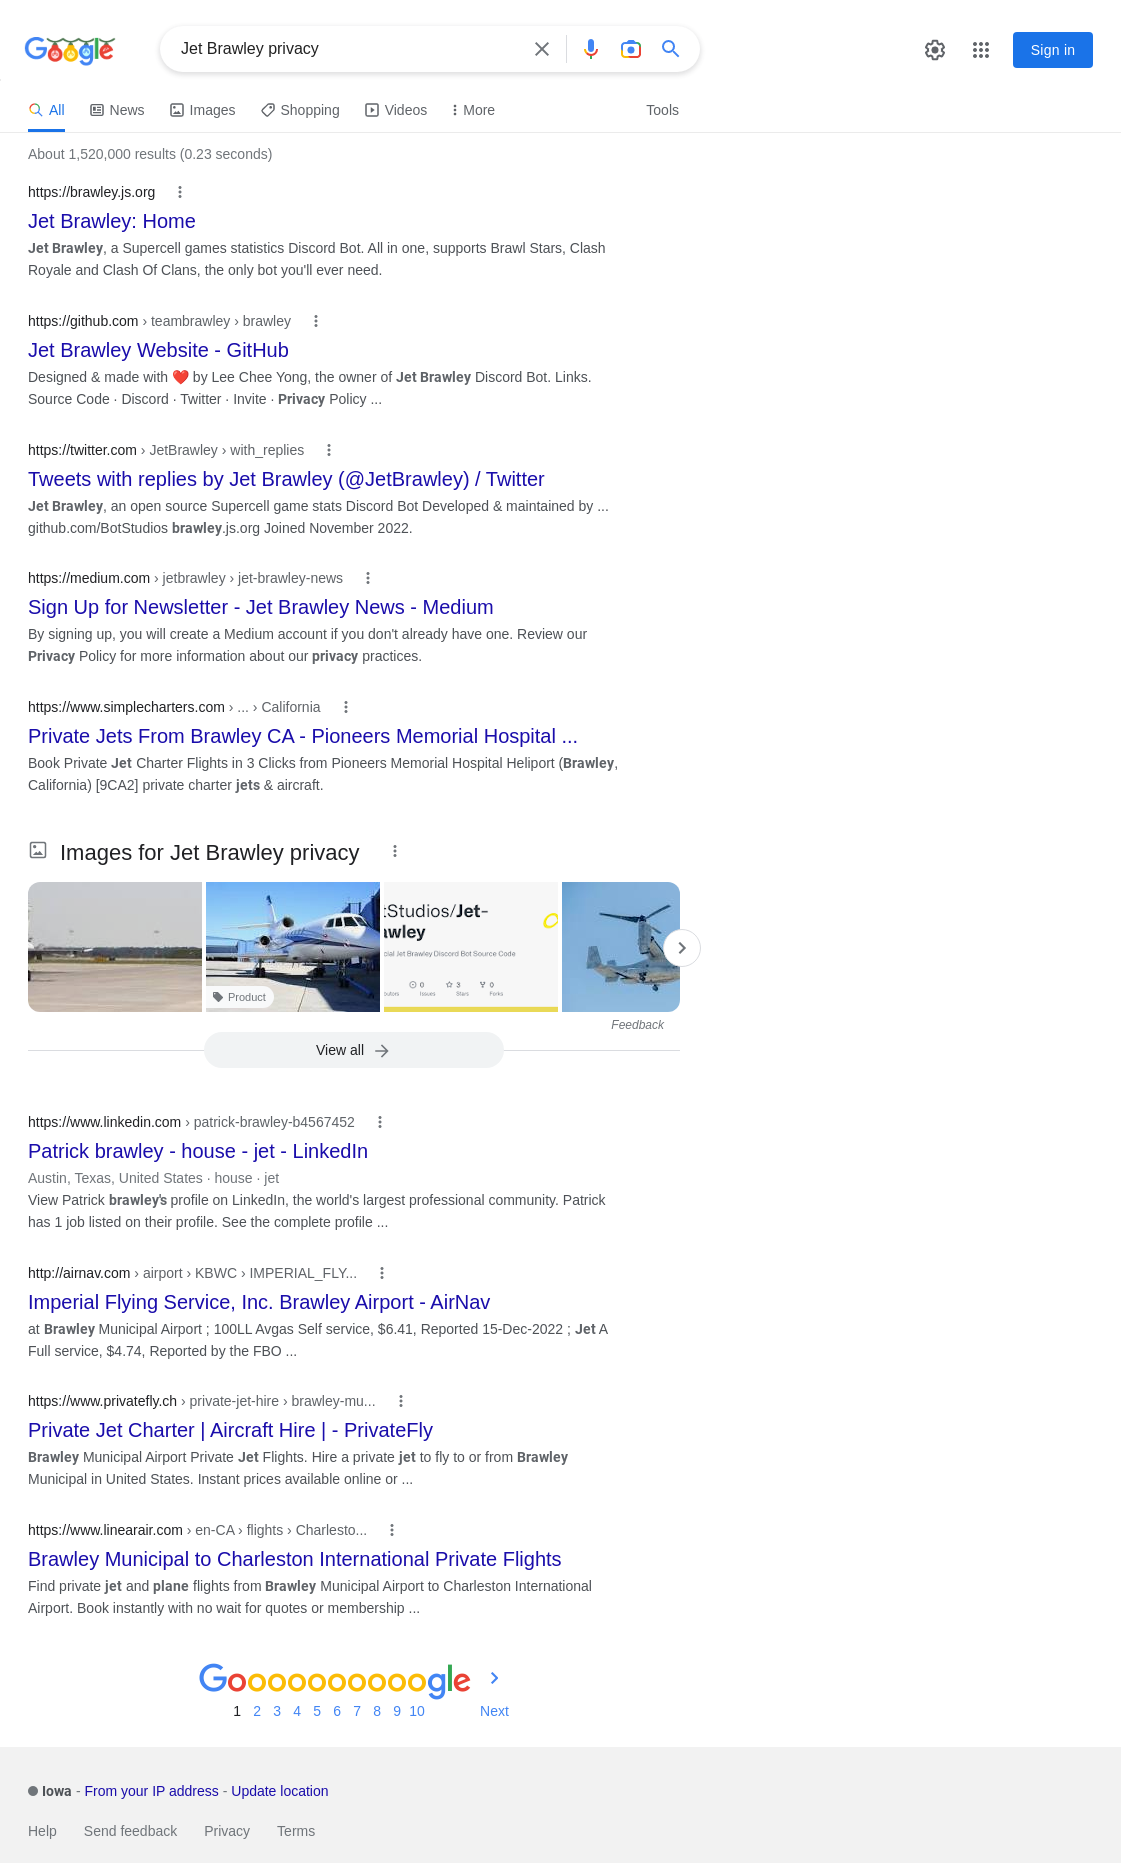 Google
Jet Brawley privacy
Sign in
All
News
Images
Shopping
Videos
More
Tools
About 1,520,000 results (0.23 seconds)
https://brawley.js.org
Jet Brawley: Home
Jet Brawley, a Supercell games statistics Discord Bot. All in one, supports Brawl Stars, Clash
Royale and Clash Of Clans, the only bot you'll ever need.
https://github.com › teambrawley › brawley
Jet Brawley Website - GitHub
Designed & made with ❤️ by Lee Chee Yong, the owner of Jet Brawley Discord Bot. Links.
Source Code · Discord · Twitter · Invite · Privacy Policy ...
https://twitter.com › JetBrawley › with_replies
Tweets with replies by Jet Brawley (@JetBrawley) / Twitter
Jet Brawley, an open source Supercell game stats Discord Bot Developed & maintained by ...
github.com/BotStudios brawley.js.org Joined November 2022.
https://medium.com › jetbrawley › jet-brawley-news
Sign Up for Newsletter - Jet Brawley News - Medium
By signing up, you will create a Medium account if you don't already have one. Review our
Privacy Policy for more information about our privacy practices.
https://www.simplecharters.com › ... › California
Private Jets From Brawley CA - Pioneers Memorial Hospital ...
Book Private Jet Charter Flights in 3 Clicks from Pioneers Memorial Hospital Heliport (Brawley,
California) [9CA2] private charter jets & aircraft.
Images for Jet Brawley privacy
Product
tStudios/Jet-
awley
cial Jet Brawley Discord Bot Source Code
0 3 0
Issues Stars Forks
Feedback
View all
https://www.linkedin.com › patrick-brawley-b4567452
Patrick brawley - house - jet - LinkedIn
Austin, Texas, United States · house · jet
View Patrick brawley's profile on LinkedIn, the world's largest professional community. Patrick
has 1 job listed on their profile. See the complete profile ...
http://airnav.com › airport › KBWC › IMPERIAL_FLY...
Imperial Flying Service, Inc. Brawley Airport - AirNav
at Brawley Municipal Airport ; 100LL Avgas Self service, $6.41, Reported 15-Dec-2022 ; Jet A
Full service, $4.74, Reported by the FBO ...
https://www.privatefly.ch › private-jet-hire › brawley-mu...
Private Jet Charter | Aircraft Hire | - PrivateFly
Brawley Municipal Airport Private Jet Flights. Hire a private jet to fly to or from Brawley
Municipal in United States. Instant prices available online or ...
https://www.linearair.com › en-CA › flights › Charlesto...
Brawley Municipal to Charleston International Private Flights
Find private jet and plane flights from Brawley Municipal Airport to Charleston International
Airport. Book instantly with no wait for quotes or membership ...
Goooooooooogle
1 2 3 4 5 6 7 8 9 10 Next
Iowa - From your IP address - Update location
Help Send feedback Privacy Terms